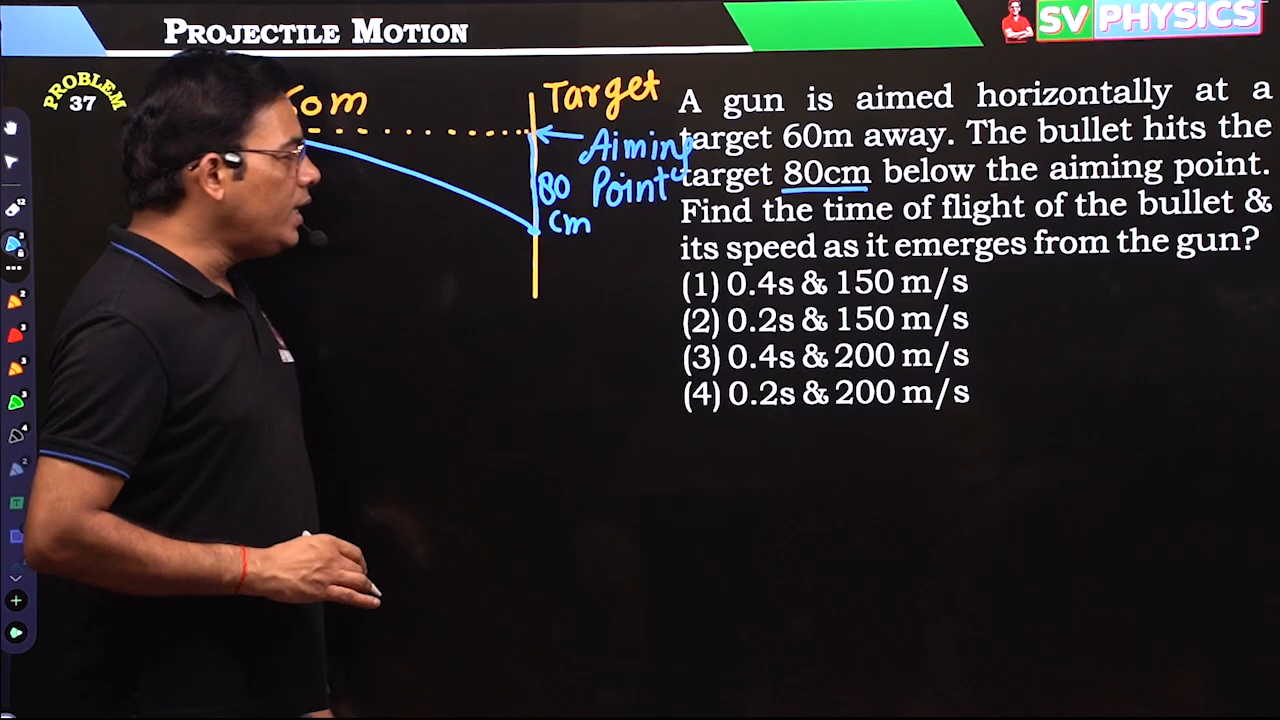 PROJECTILE MOTION
SV PHYSICS
PROBLEM
37
m
Target
Aiming
Point
80
cm
A gun is aimed horizontally at a
target 60m away. The bullet hits the
target 80cm below the aiming point.
Find the time of flight of the bullet &
its speed as it emerges from the gun?
(1) 0.4s & 150 m/s
(2) 0.2s & 150 m/s
(3) 0.4s & 200 m/s
(4) 0.2s & 200 m/s